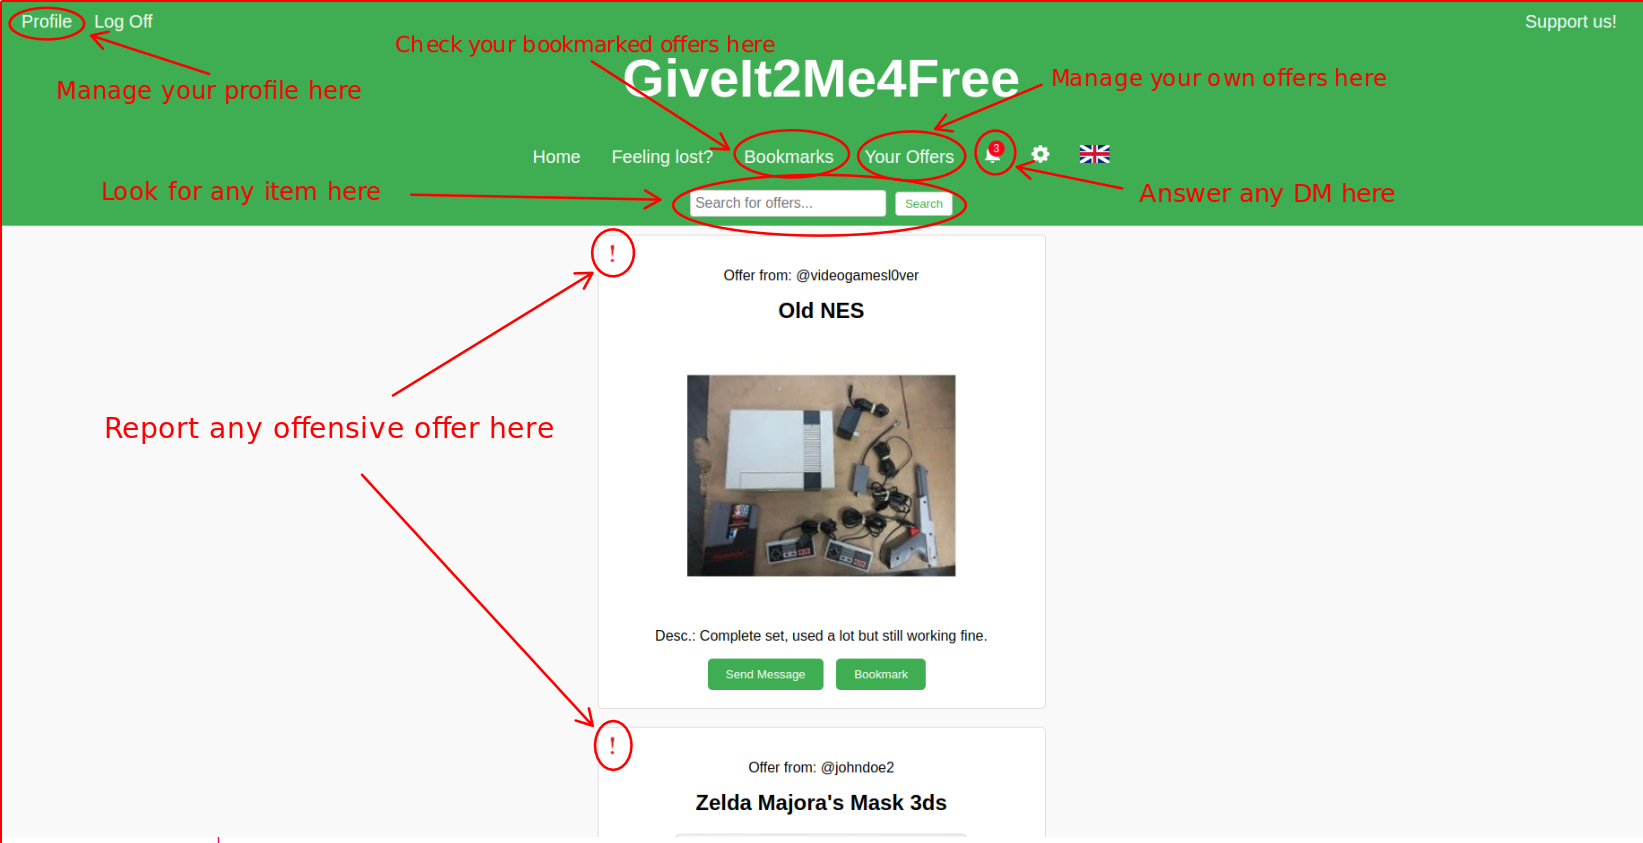 Profile Log Off
Support us!
Check your bookmarked offers here
GiveIt2Me4Free
Manage your own offers here
Manage your profile here
Home Feeling lost? Bookmarks Your Offers 3
Look for any item here
Search for offers... Search
Answer any DM here
!
Offer from: @videogamesl0ver
Old NES
Report any offensive offer here
Desc.: Complete set, used a lot but still working fine.
Send Message Bookmark
!
Offer from: @johndoe2
Zelda Majora's Mask 3ds